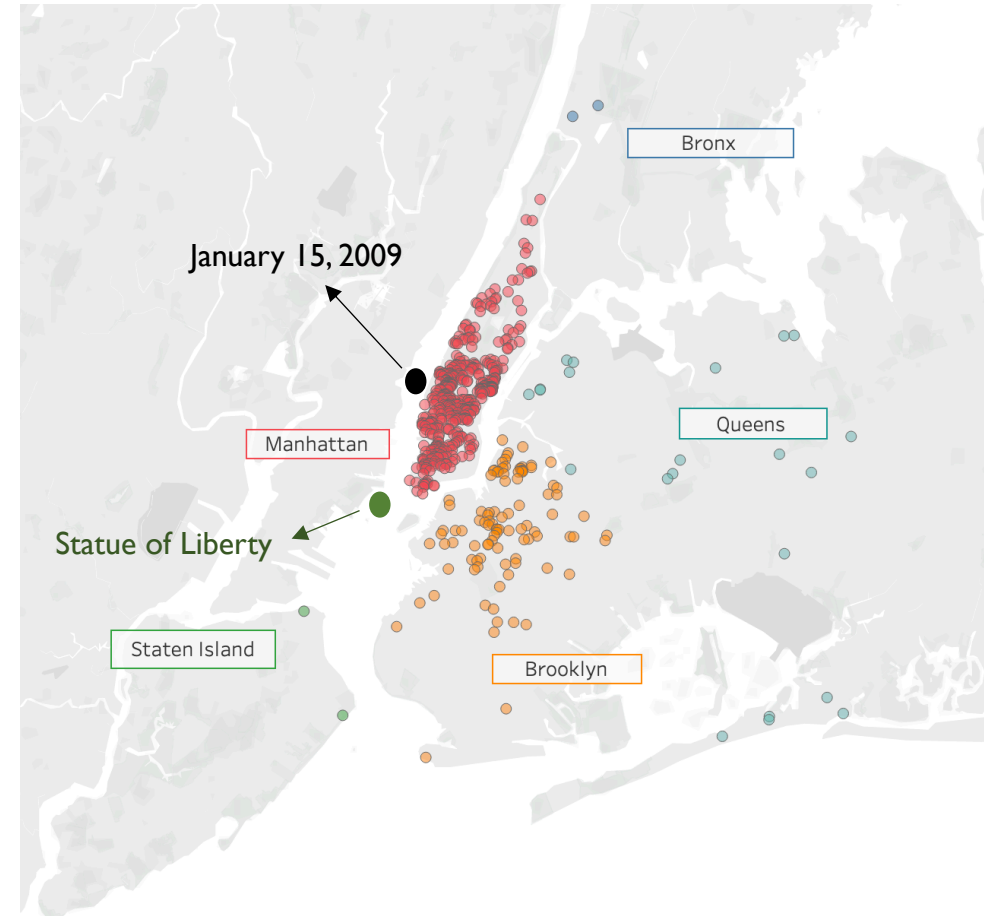 Bronx
January 15, 2009
Queens
Manhattan
Statue of Liberty
Staten Island
Brooklyn